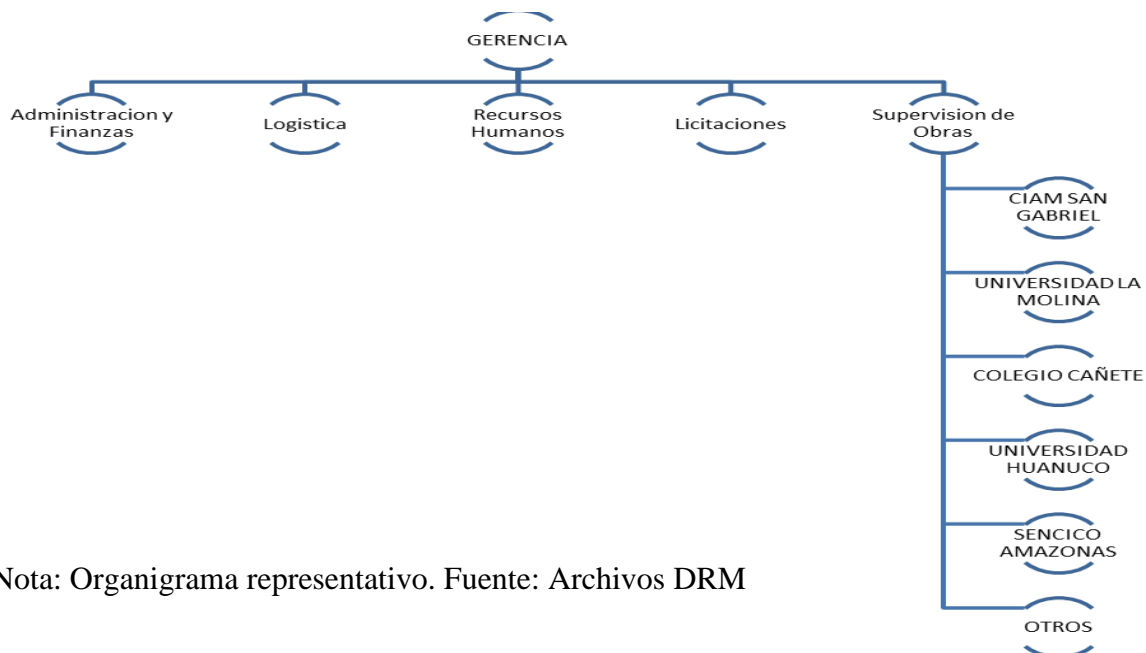 GERENCIA
Administracion y
Finanzas
Logistica
Recursos
Humanos
Licitaciones
Supervision de
Obras
CIAM SAN
GABRIEL
UNIVERSIDAD LA
MOLINA
COLEGIO CAÑETE
UNIVERSIDAD
HUANUCO
SENCICO
AMAZONAS
OTROS
Nota: Organigrama representativo. Fuente: Archivos DRM